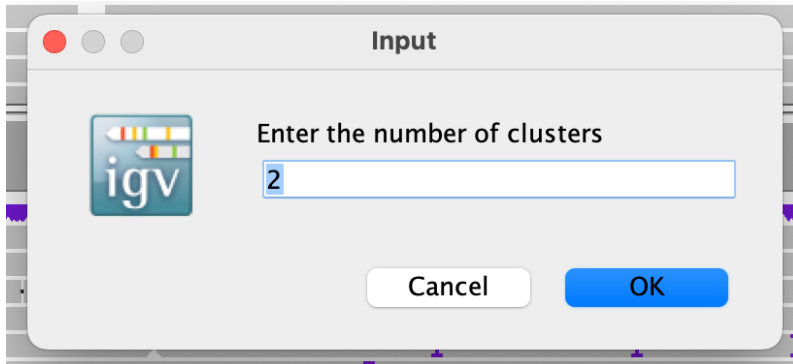 Input
Enter the number of clusters
igv
2
Cancel
OK